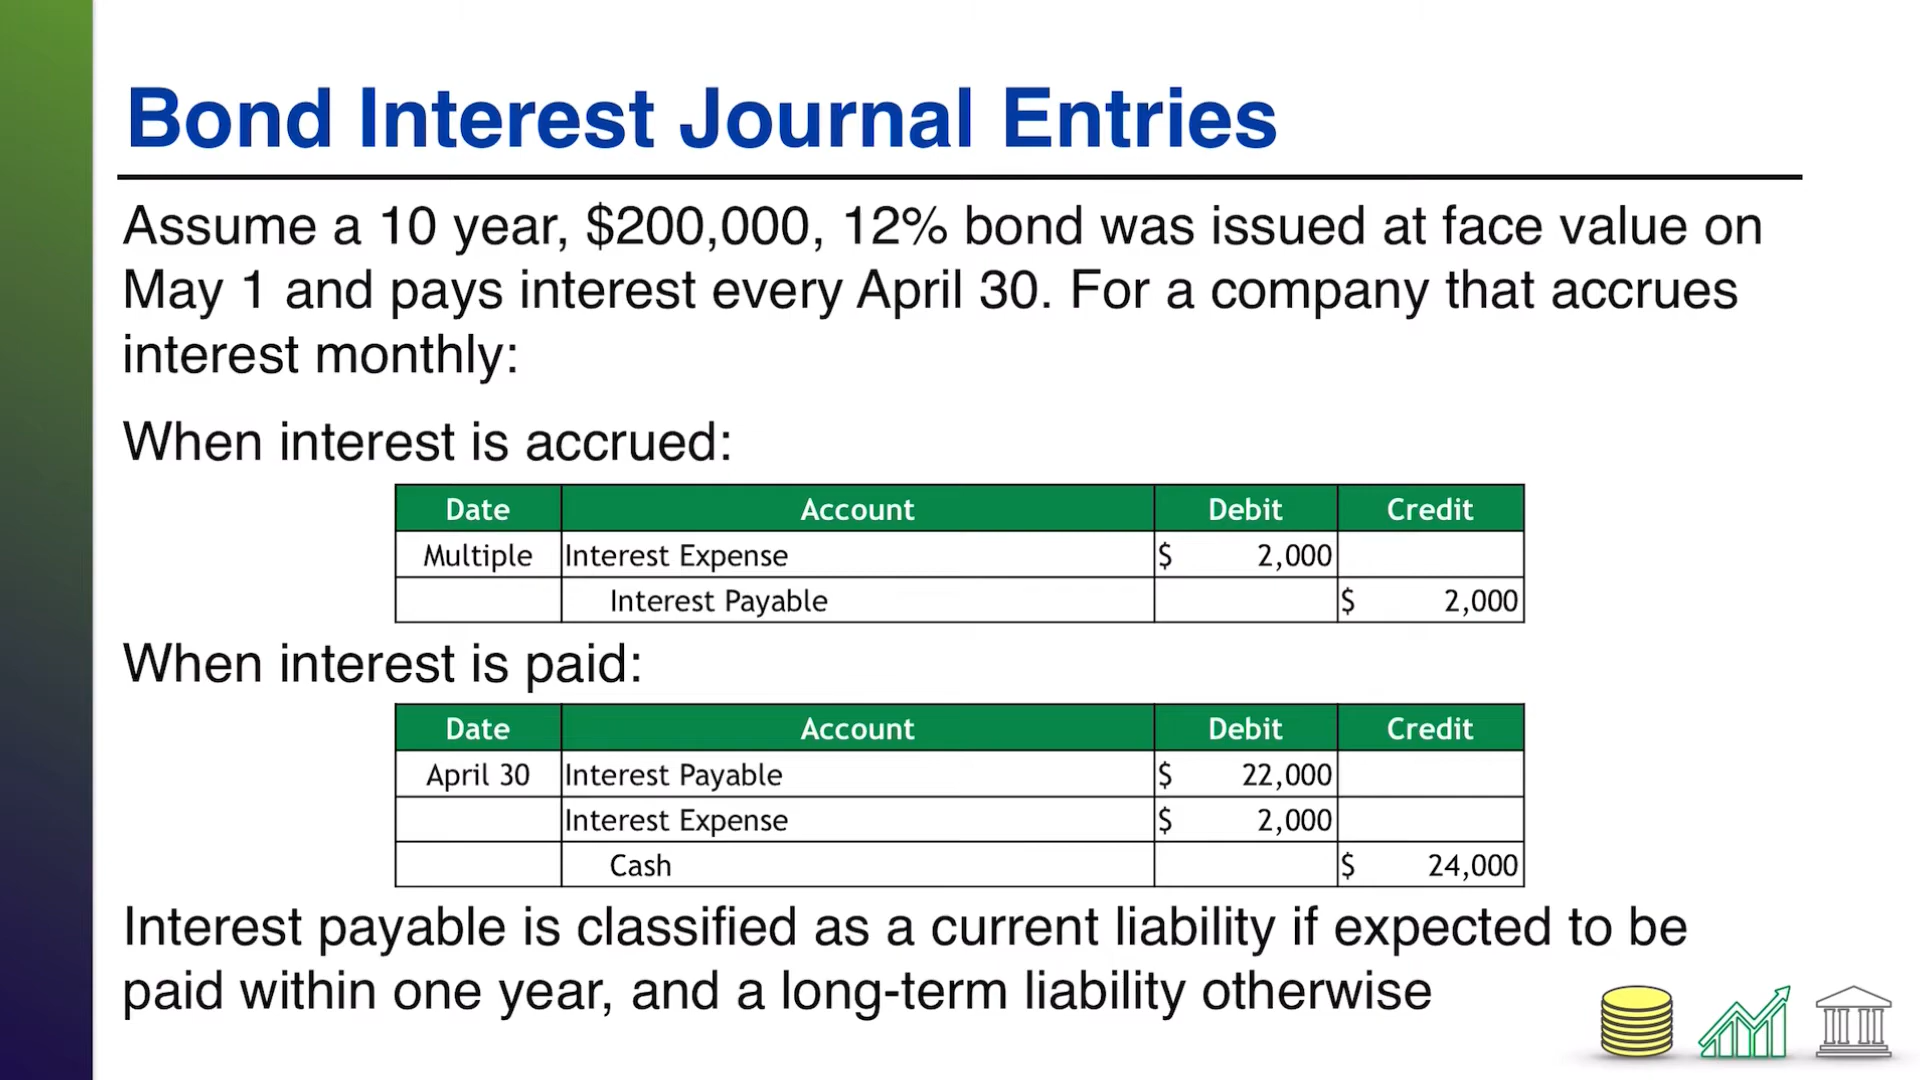 Bond Interest Journal Entries
Assume a 10 year, $200,000, 12% bond was issued at face value on
May 1 and pays interest every April 30. For a company that accrues
interest monthly:
When interest is accrued:
Date Account Debit Credit
Multiple Interest Expense $ 2,000
Interest Payable $ 2,000
When interest is paid:
Date Account Debit Credit
April 30 Interest Payable $ 22,000
Interest Expense $ 2,000
Cash $ 24,000
Interest payable is classified as a current liability if expected to be
paid within one year, and a long-term liability otherwise